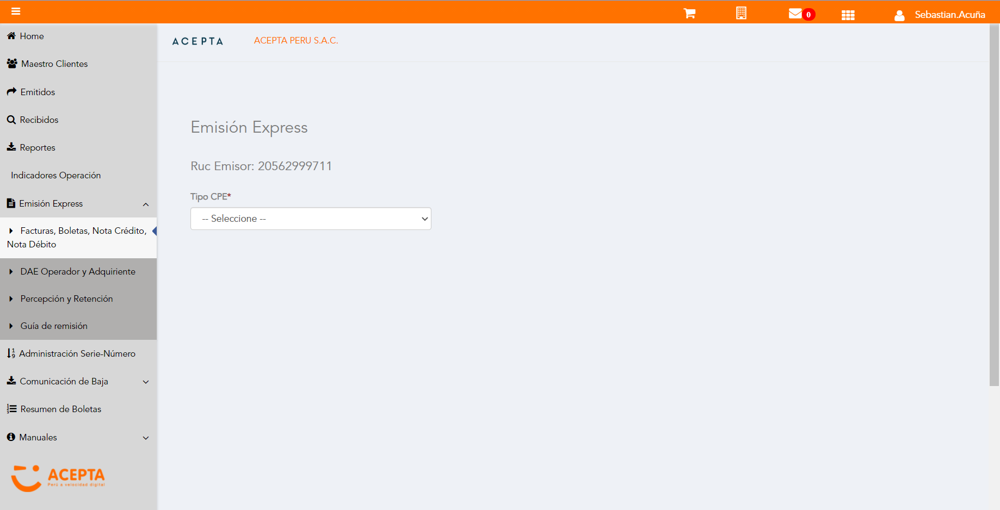 0
Sebastian.Acuña
Home
Maestro Clientes
Emitidos
Recibidos
Reportes
Indicadores Operación
Emisión Express
Facturas, Boletas, Nota Crédito,
Nota Débito
DAE Operador y Adquiriente
Percepción y Retención
Guía de remisión
Administración Serie-Número
Comunicación de Baja
Resumen de Boletas
Manuales
ACEPTA
Perú a velocidad digital
ACEPTA
ACEPTA PERU S.A.C.
Emisión Express
Ruc Emisor: 20562999711
Tipo CPE*
-- Seleccione --